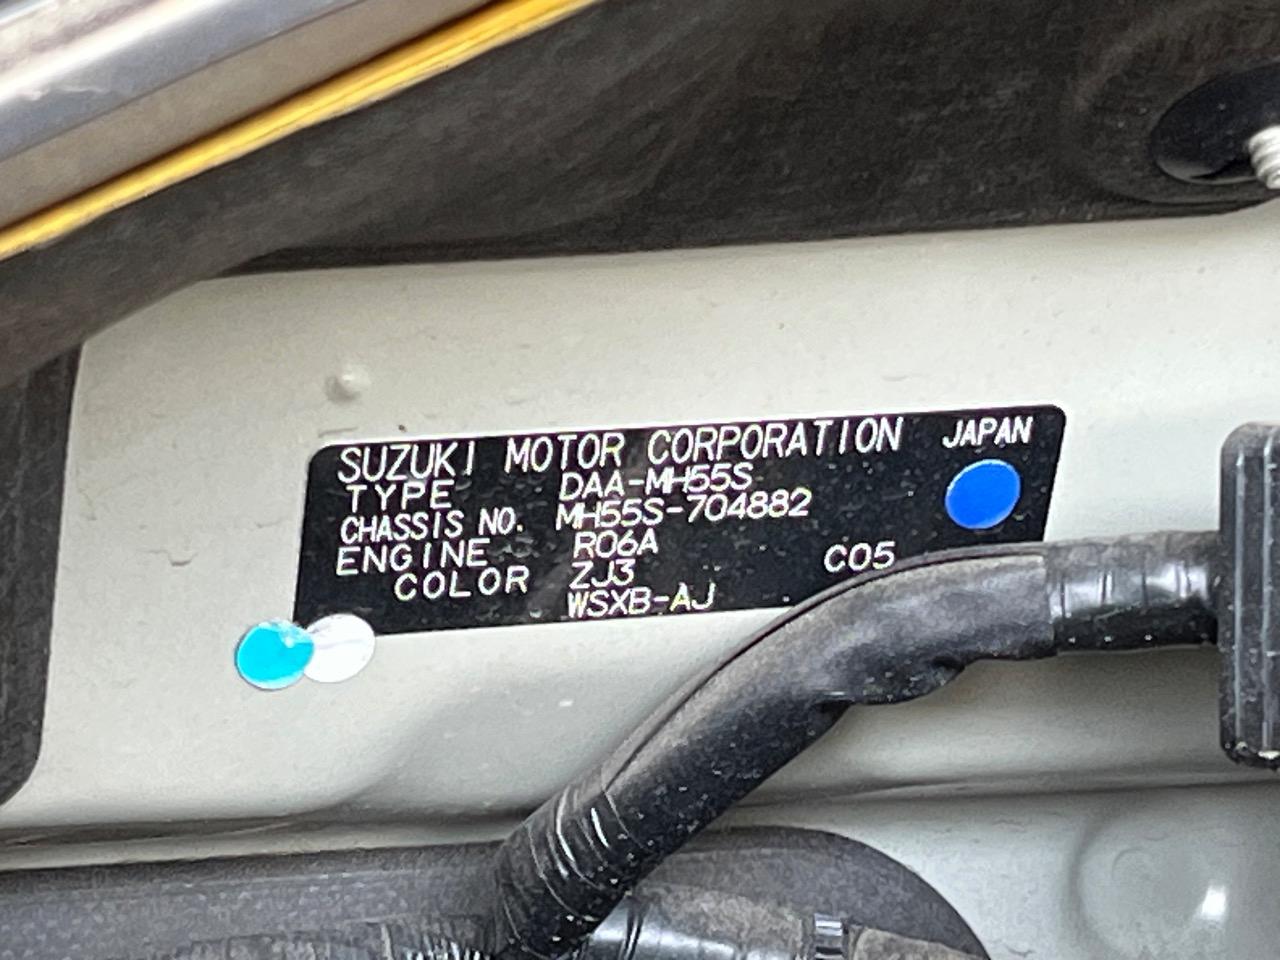 SUZUKI MOTOR CORPORATION JAPAN
TYPE DAA-MH55S
CHASSIS NO. MH55S-704882
ENGINE R06A C05
COLOR ZJ3
WSXB-AJ